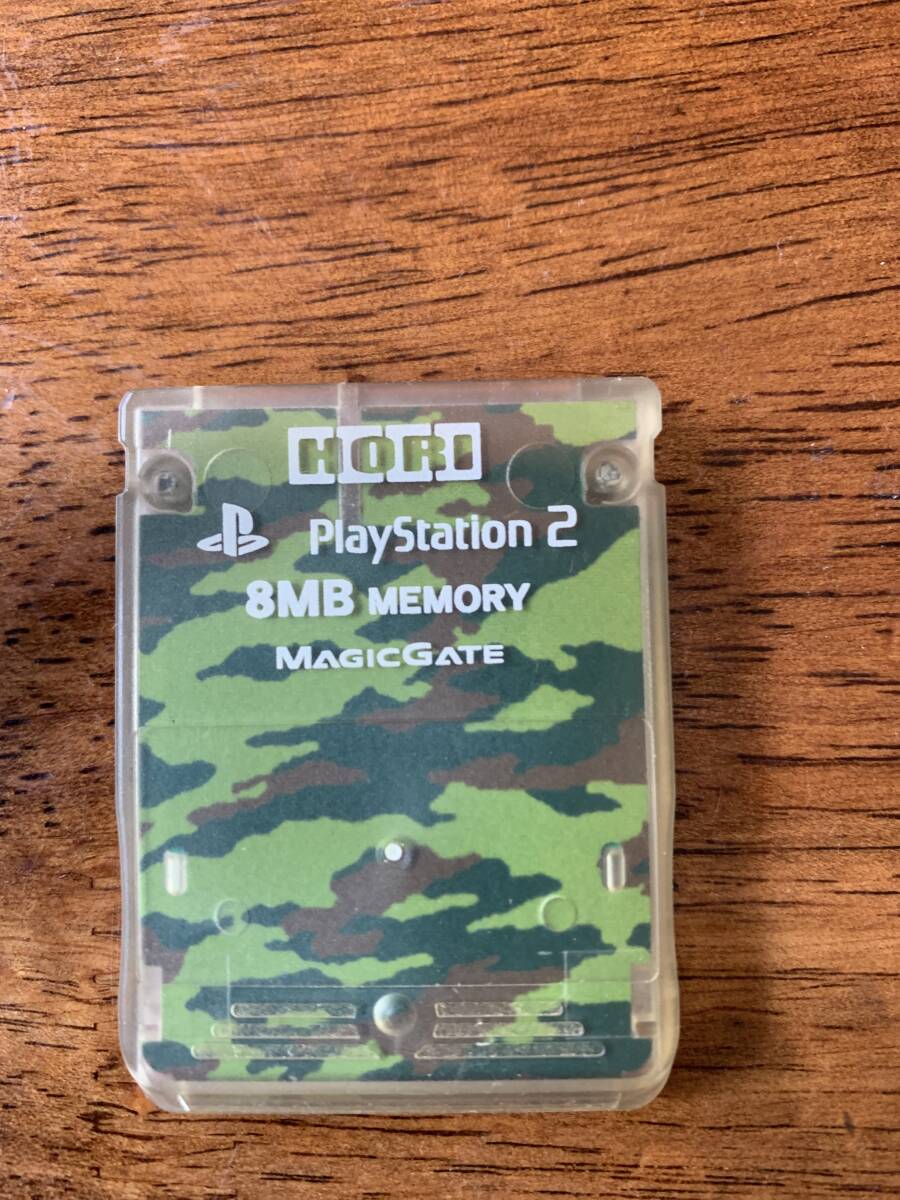 HORI
PlayStation 2
8MB MEMORY
MAGICGATE